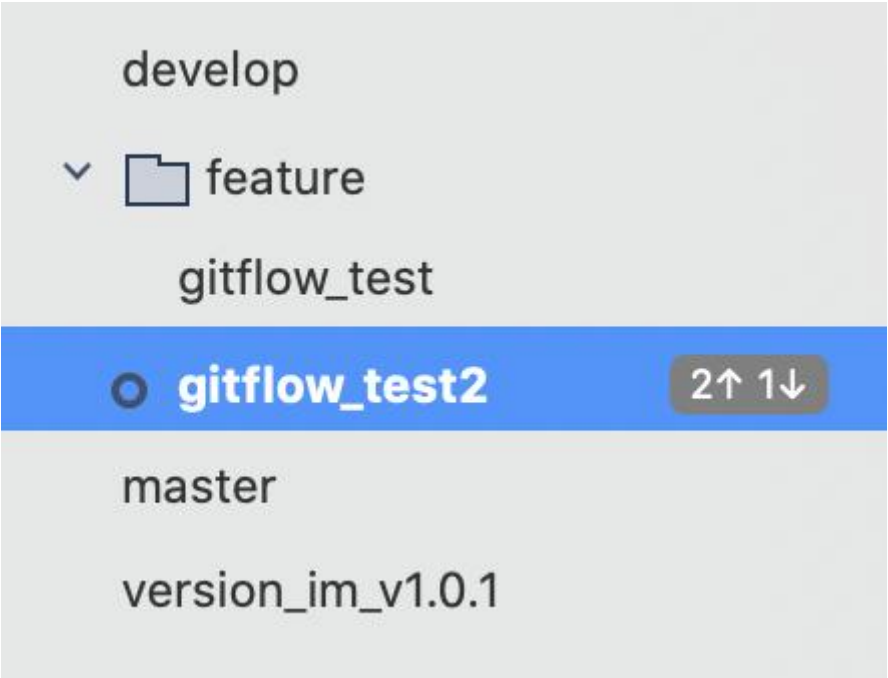 develop
feature
gitflow_test
gitflow_test2 2↑ 1↓
master
version_im_v1.0.1